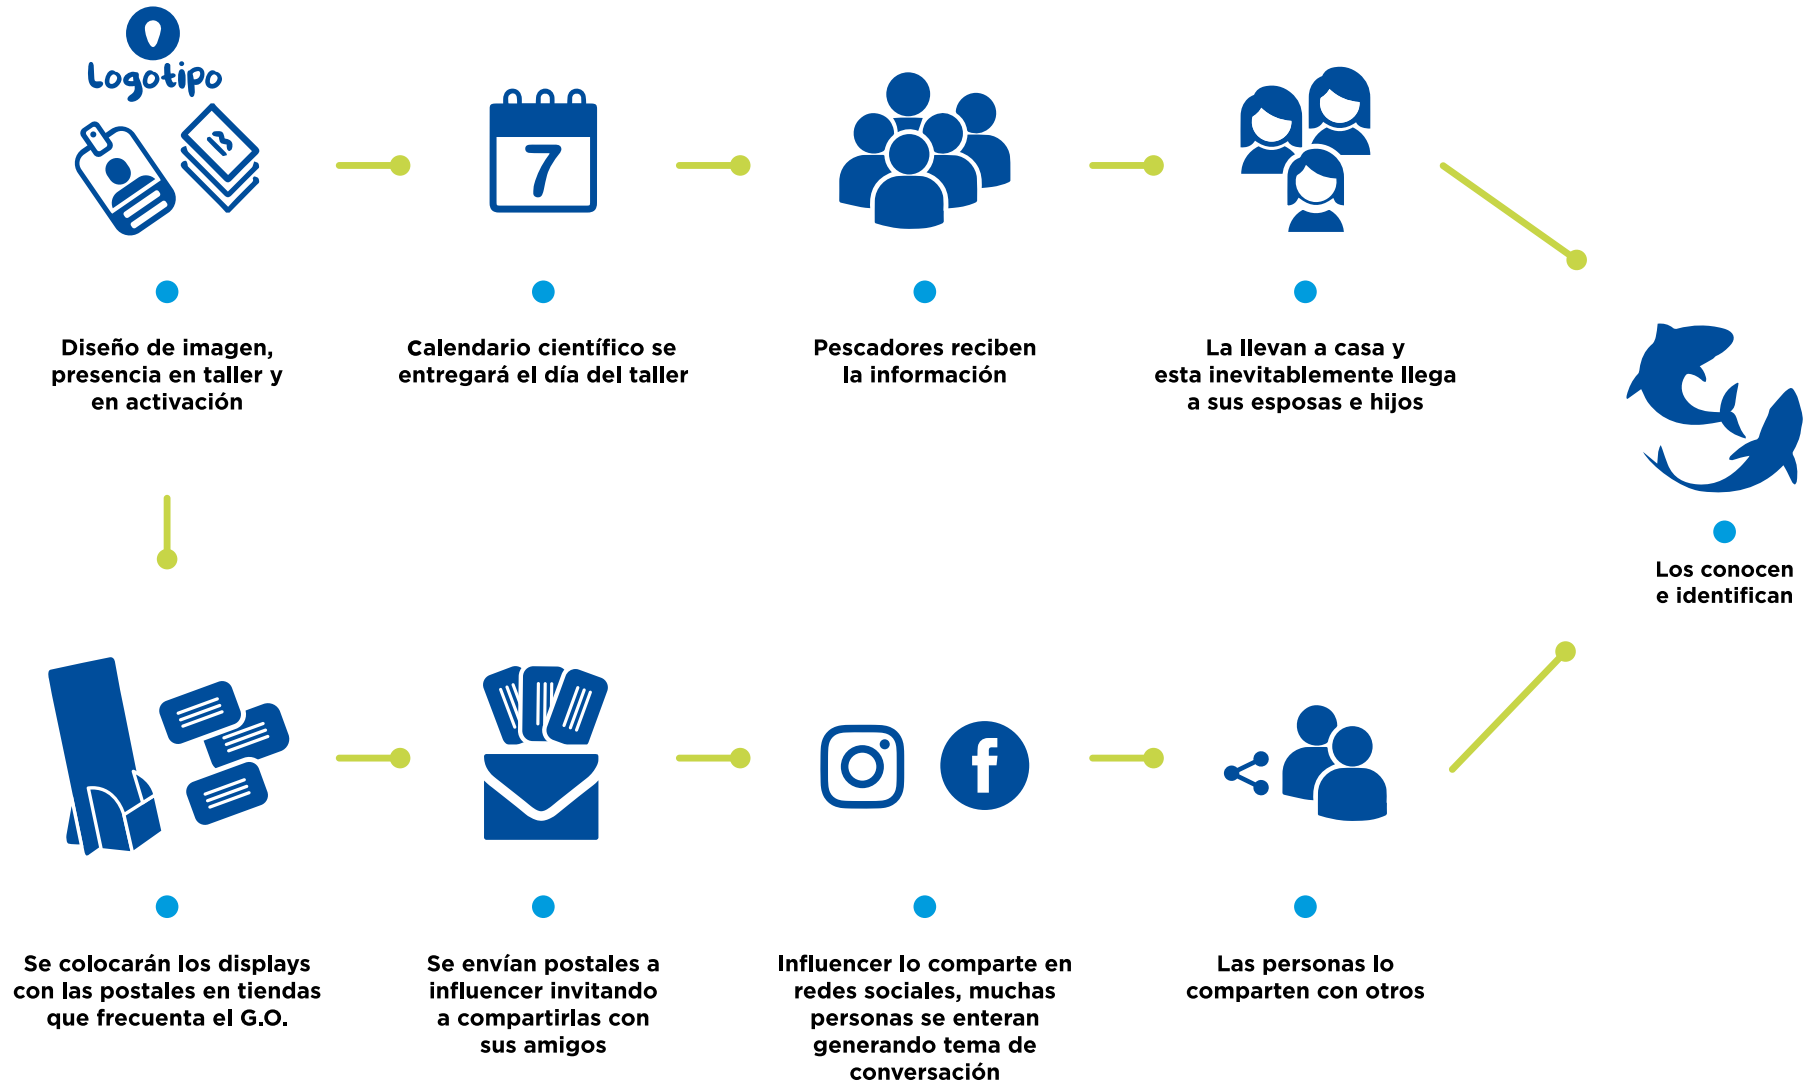 Logotipo
7
Diseño de imagen,
presencia en taller y
en activación
Calendario científico se
entregará el día del taller
Pescadores reciben
la información
La llevan a casa y
esta inevitablemente llega
a sus esposas e hijos
Los conocen
e identifican
Se colocarán los displays
con las postales en tiendas
que frecuenta el G.O.
Se envían postales a
influencer invitando
a compartirlas con
sus amigos
Influencer lo comparte en
redes sociales, muchas
personas se enteran
generando tema de
conversación
Las personas lo
comparten con otros